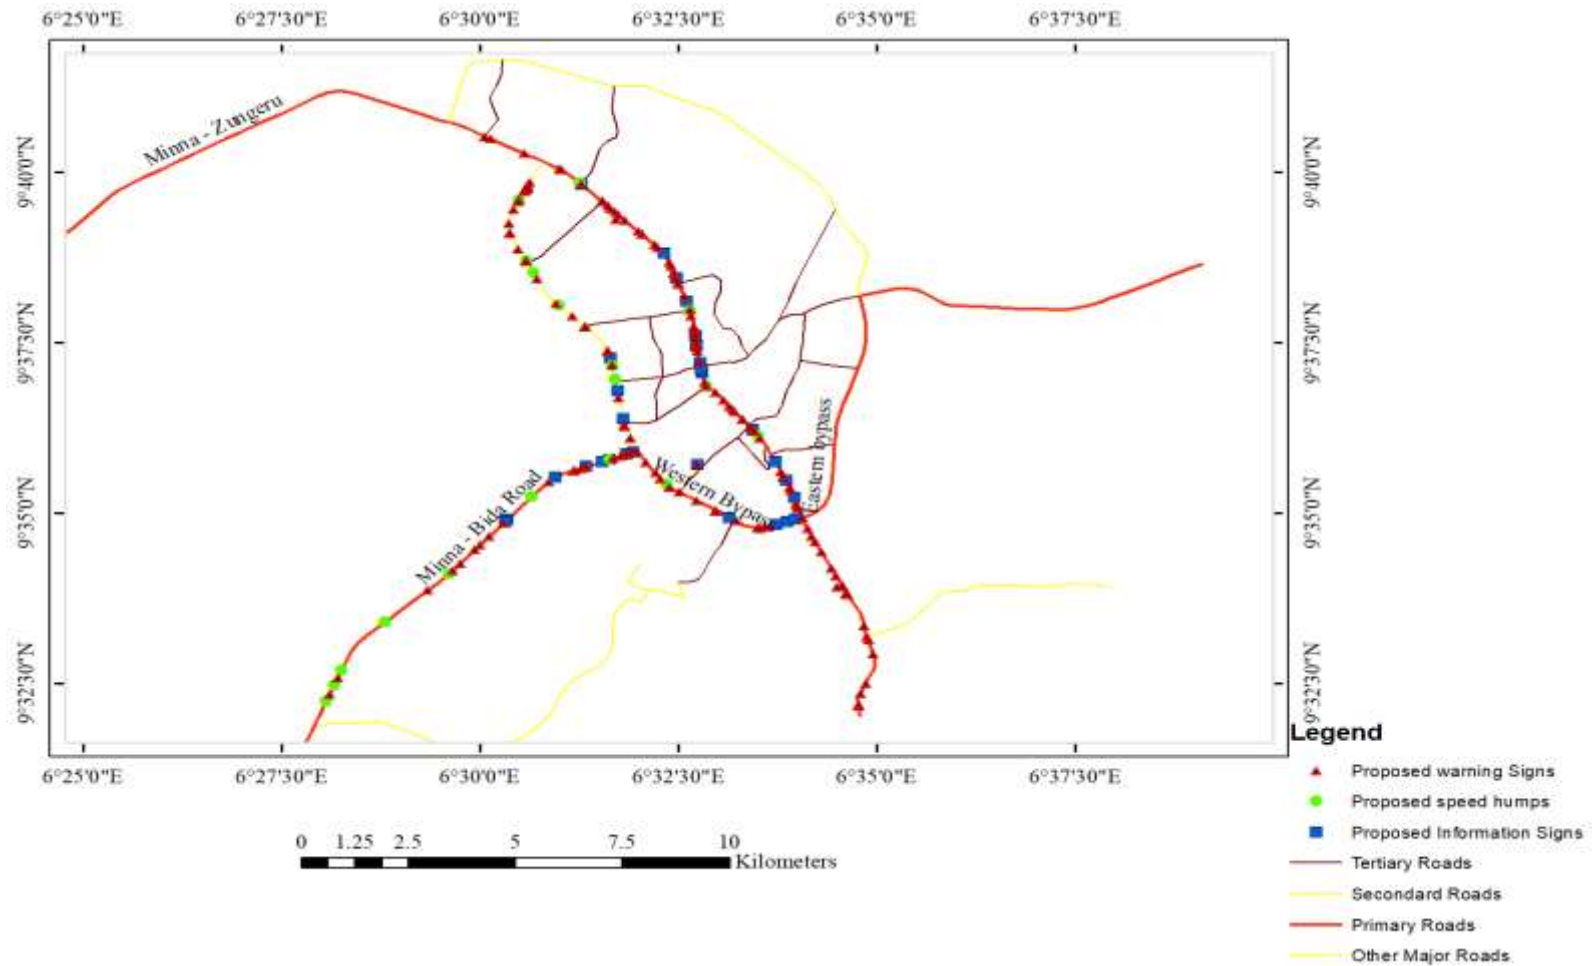 6°25'0"E 6°27'30"E 6°30'0"E 6°32'30"E 6°35'0"E 6°37'30"E
Minna - Zungeru
9°40'0"N 9°40'0"N
9°37'30"N 9°37'30"N
Eastern bypass
Western Bypass
Minna - Bida Road
9°35'0"N 9°35'0"N
9°32'30"N 9°32'30"N
6°25'0"E 6°27'30"E 6°30'0"E 6°32'30"E 6°35'0"E 6°37'30"E
Legend
Proposed warning Signs
Proposed speed humps
Proposed Information Signs
Tertiary Roads
Secondard Roads
Primary Roads
Other Major Roads
0 1.25 2.5 5 7.5 10
Kilometers